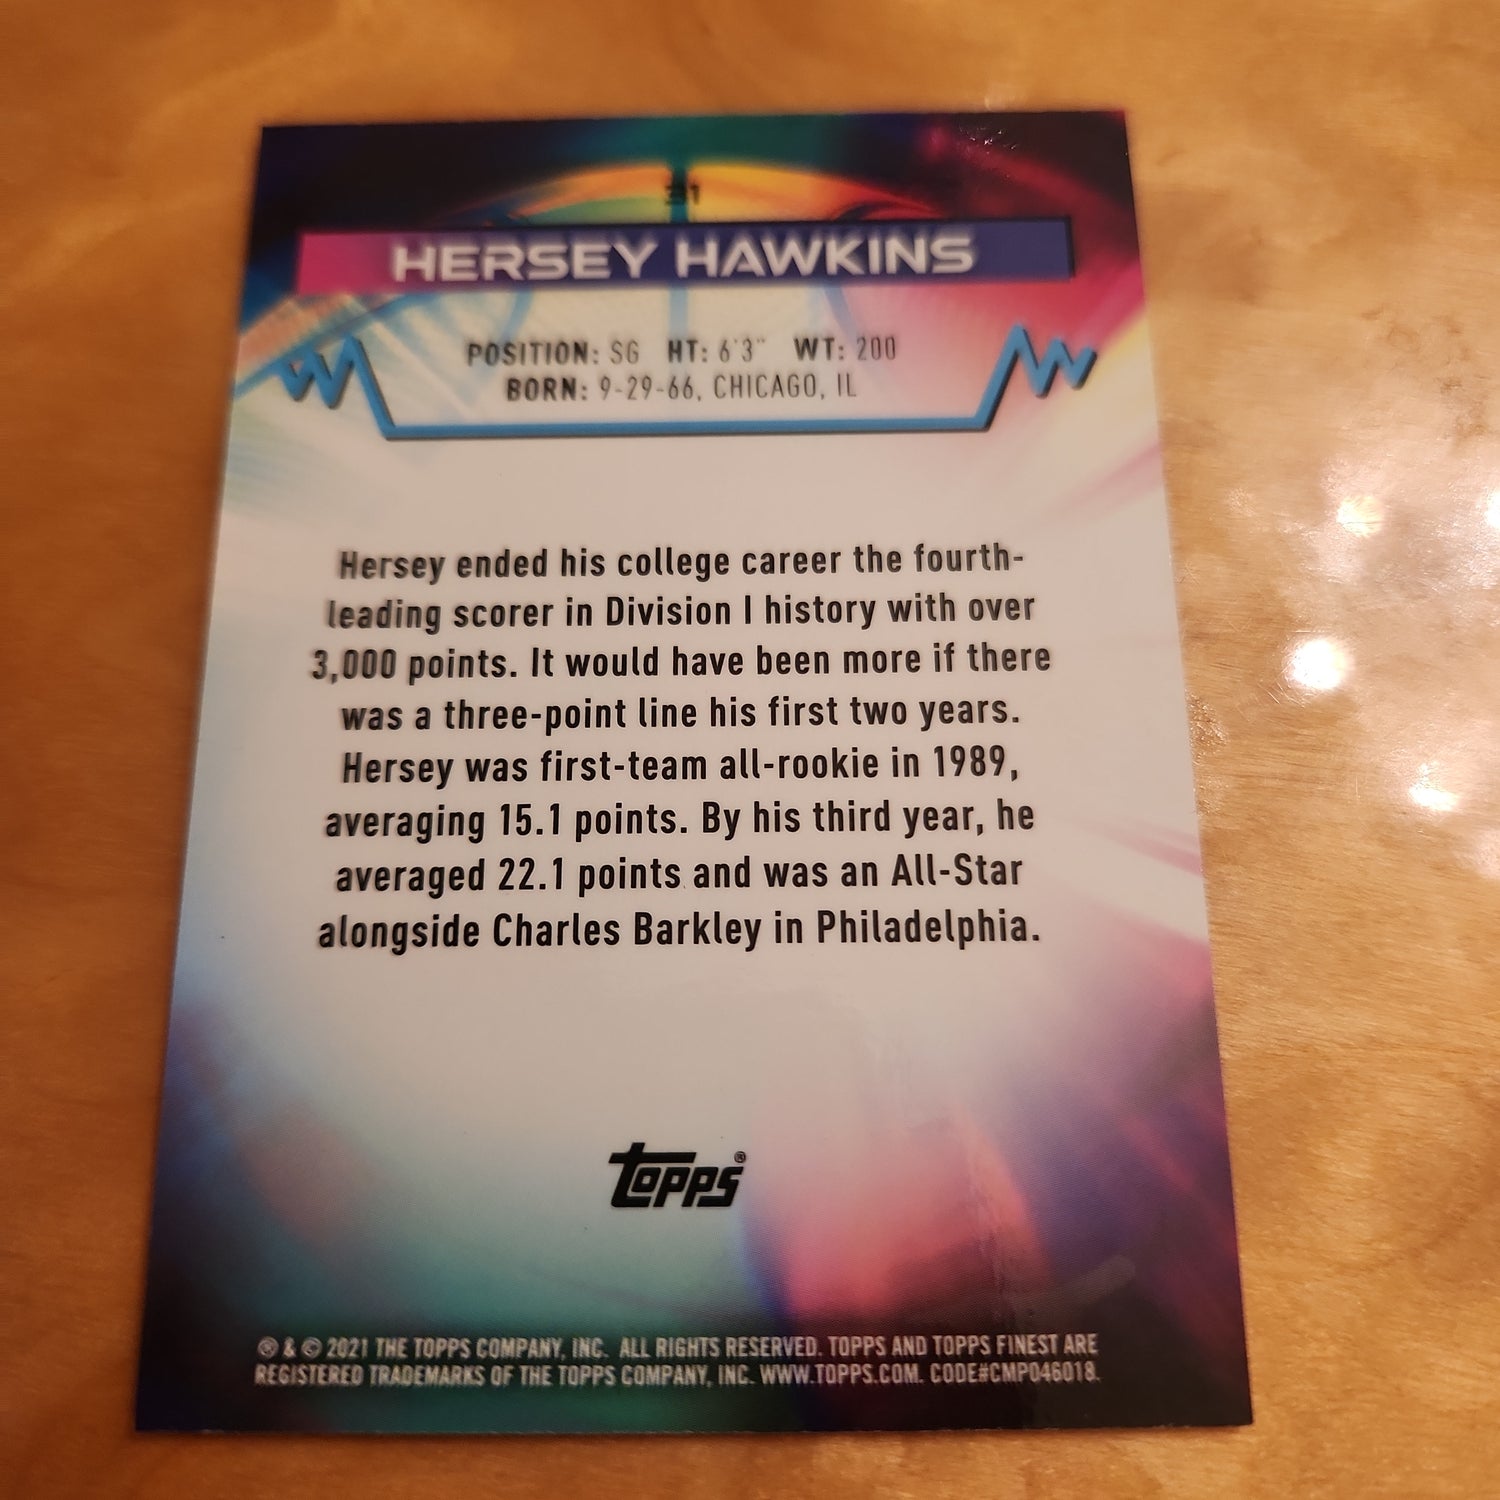 31
HERSEY HAWKINS
POSITION: SG HT: 6'3" WT: 200
BORN: 9-29-66, CHICAGO, IL
Hersey ended his college career the fourth-
leading scorer in Division I history with over
3,000 points. It would have been more if there
was a three-point line his first two years.
Hersey was first-team all-rookie in 1989,
averaging 15.1 points. By his third year, he
averaged 22.1 points and was an All-Star
alongside Charles Barkley in Philadelphia.
topps®
® & © 2021 THE TOPPS COMPANY, INC. ALL RIGHTS RESERVED. TOPPS AND TOPPS FINEST ARE
REGISTERED TRADEMARKS OF THE TOPPS COMPANY, INC. WWW.TOPPS.COM. CODE#CMP046018.